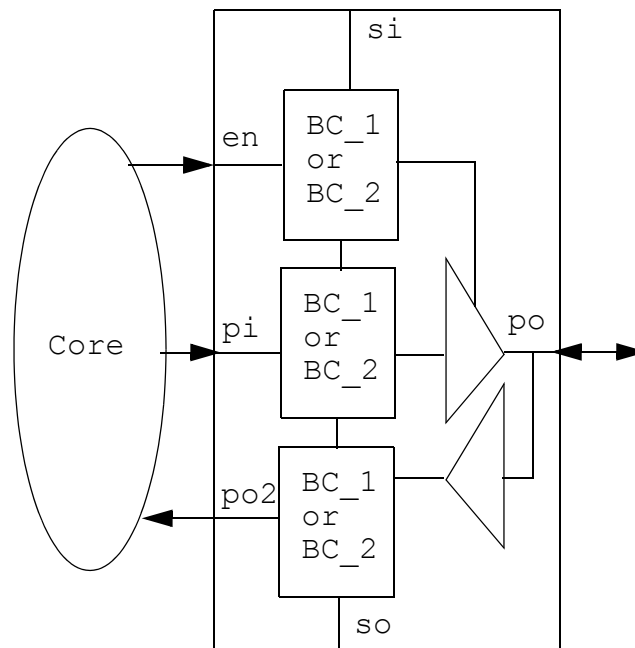 si
BC_1
or
BC_2
en
BC_1
or
BC_2
pi
po
Core
BC_1
or
BC_2
po2
so